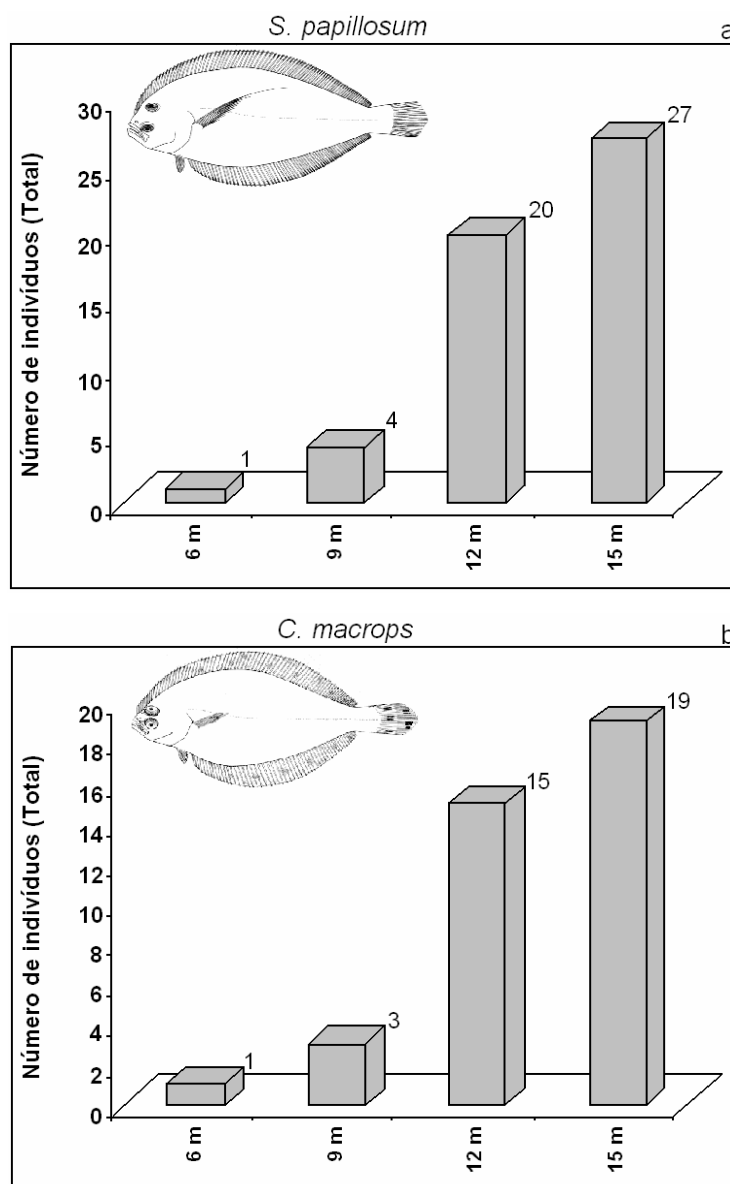 S. papillosum
a
Número de indivíduos (Total)
30
25
20
15
10
5
0
1
4
20
27
6 m
9 m
12 m
15 m
C. macrops
b
Número de indivíduos (Total)
20
18
16
14
12
10
8
6
4
2
0
1
3
15
19
6 m
9 m
12 m
15 m